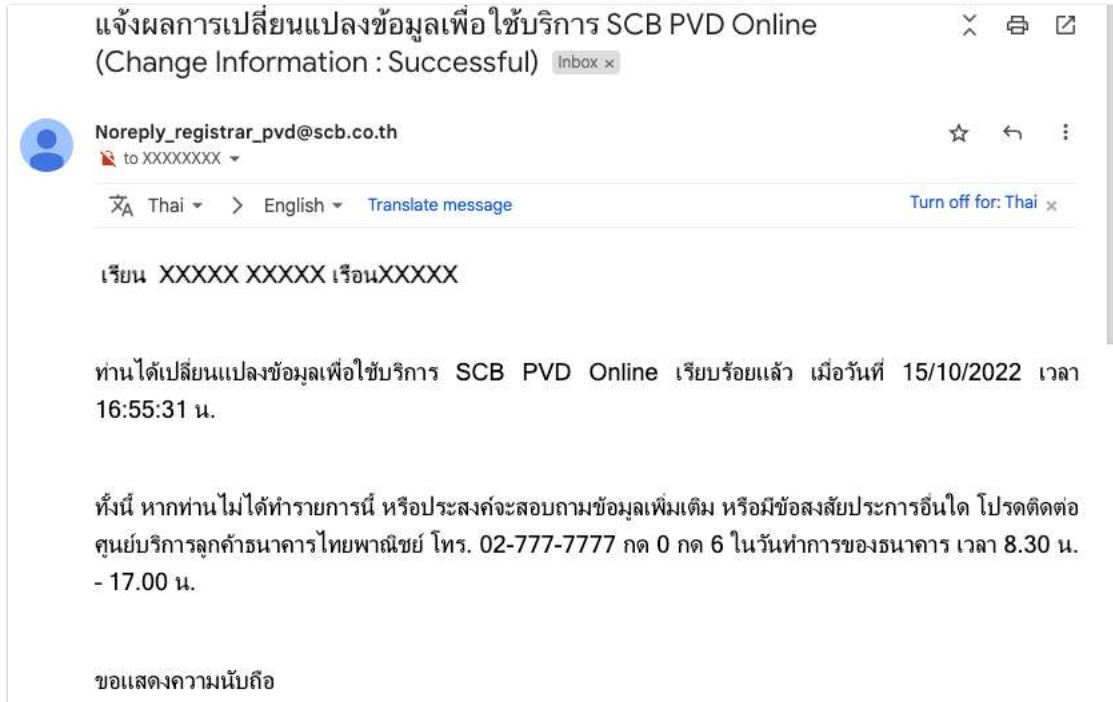 แจ้งผลการเปลี่ยนแปลงข้อมูลเพื่อใช้บริการ SCB PVD Online
(Change Information : Successful) Inbox ×
Noreply_registrar_pvd@scb.co.th
to XXXXXXXX
Thai > English Translate message Turn off for: Thai ×
เรียน XXXXX XXXXX เรือนXXXXX
ท่านได้เปลี่ยนแปลงข้อมูลเพื่อใช้บริการ SCB PVD Online เรียบร้อยแล้ว เมื่อวันที่ 15/10/2022 เวลา
16:55:31 น.
ทั้งนี้ หากท่านไม่ได้ทำรายการนี้ หรือประสงค์จะสอบถามข้อมูลเพิ่มเติม หรือมีข้อสงสัยประการอื่นใด โปรดติดต่อ
ศูนย์บริการลูกค้าธนาคารไทยพาณิชย์ โทร. 02-777-7777 กด 0 กด 6 ในวันทำการของธนาคาร เวลา 8.30 น.
- 17.00 น.
ขอแสดงความนับถือ